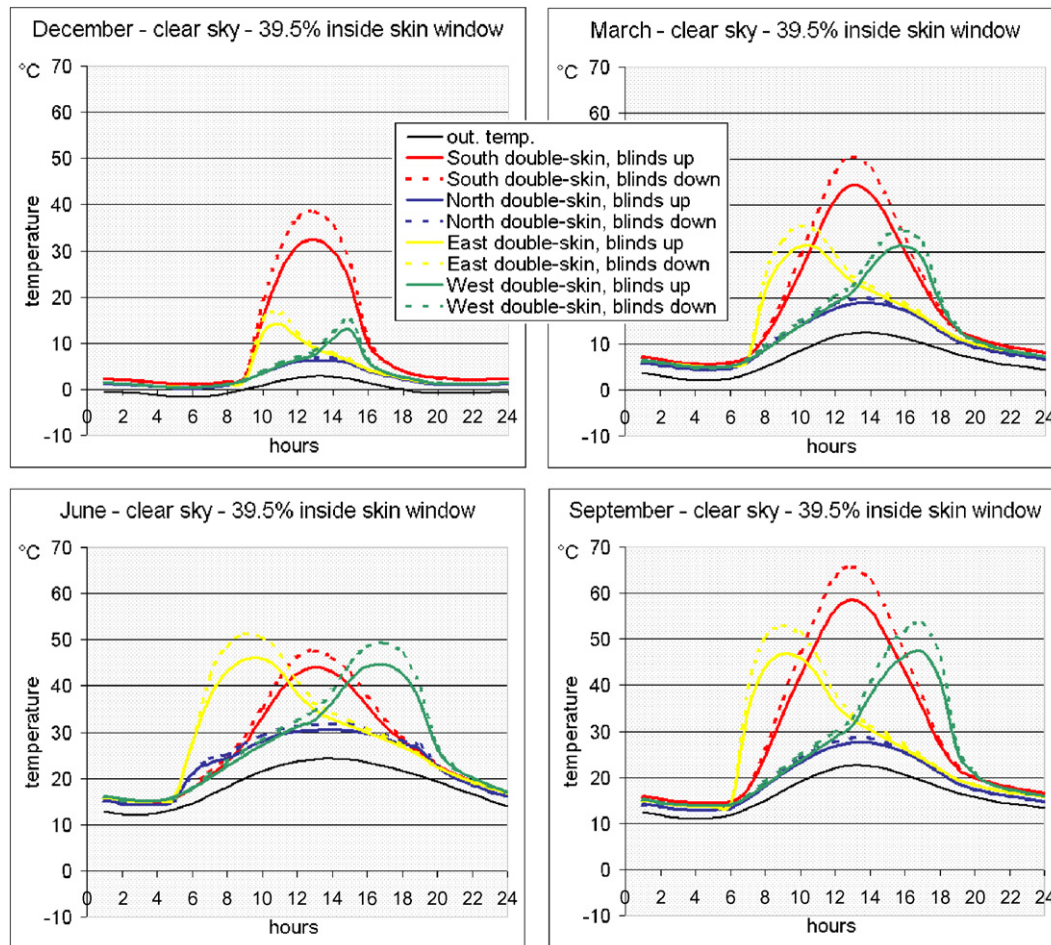 December - clear sky - 39.5% inside skin window
°C
70
60
50
40
30
20
10
0
-10
temperature
0 2 4 6 8 10 12 14 16 18 20 22 24
hours
March - clear sky - 39.5% inside skin window
°C
70
60
50
40
30
20
10
0
-10
temperature
0 2 4 6 8 10 12 14 16 18 20 22 24
hours
out. temp.
South double-skin, blinds up
South double-skin, blinds down
North double-skin, blinds up
North double-skin, blinds down
East double-skin, blinds up
East double-skin, blinds down
West double-skin, blinds up
West double-skin, blinds down
June - clear sky - 39.5% inside skin window
°C
70
60
50
40
30
20
10
0
-10
temperature
0 2 4 6 8 10 12 14 16 18 20 22 24
hours
September - clear sky - 39.5% inside skin window
°C
70
60
50
40
30
20
10
0
-10
temperature
0 2 4 6 8 10 12 14 16 18 20 22 24
hours